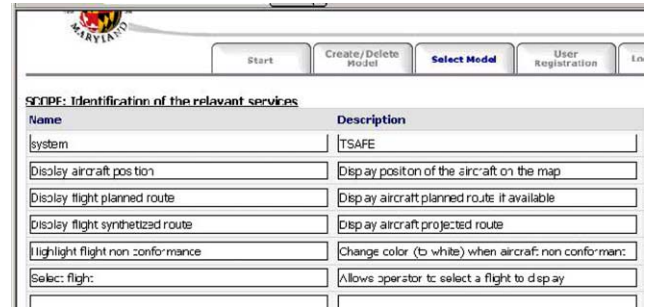 MARYLAND
Start
Create/Delete Model
Select Model
User Registration
Lo
SCOPE: Identification of the relavant services
Name Description
system TSAFE
Display aircraft position Display position of the aircraft on the map
Display flight planned route Display aircraft planned route if available
Display flight synthetized route Display aircraft projected route
Highlight flight non conformance Change color (to white) when aircraft non conformant
Select flight Allows operator to select a flight to display